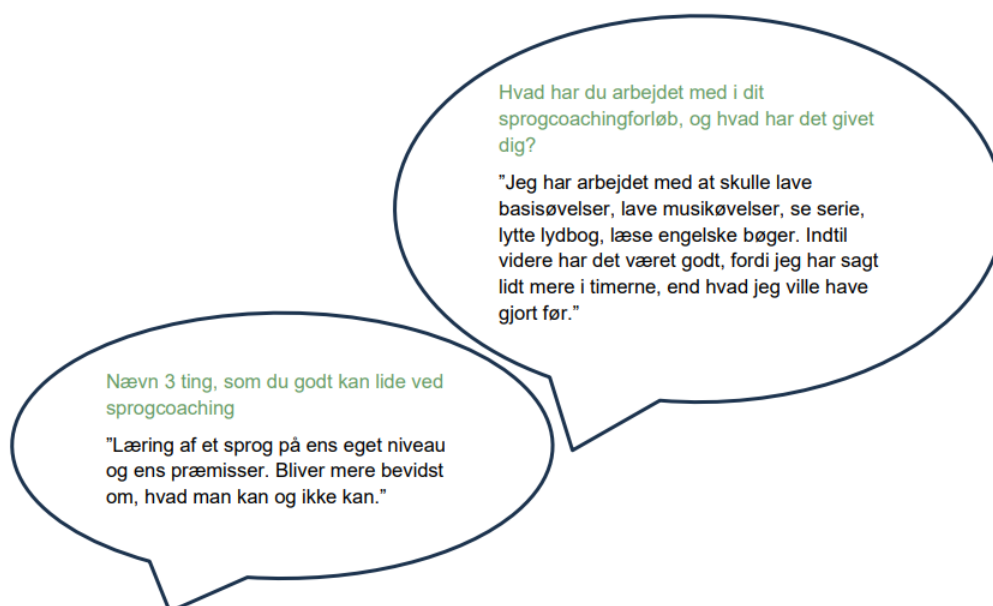 Hvad har du arbejdet med i dit
sprogcoachingforløb, og hvad har det givet
dig?
”Jeg har arbejdet med at skulle lave
basisøvelser, lave musikøvelser, se serie,
lytte lydbog, læse engelske bøger. Indtil
videre har det været godt, fordi jeg har sagt
lidt mere i timerne, end hvad jeg ville have
gjort før.”
Nævn 3 ting, som du godt kan lide ved
sprogcoaching
”Læring af et sprog på ens eget niveau
og ens præmisser. Bliver mere bevidst
om, hvad man kan og ikke kan.”